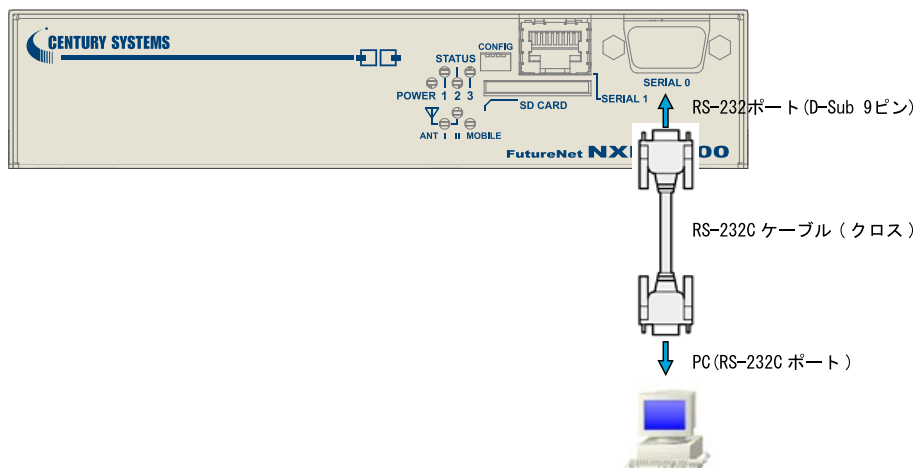 CENTURY SYSTEMS
CONFIG
STATUS
POWER 1 2 3
SERIAL 0
SERIAL 1
SD CARD
ANT I II MOBILE
FutureNet
RS-232ポート(D-Sub 9ピン)
RS-232C ケーブル ( クロス )
PC(RS-232C ポート )